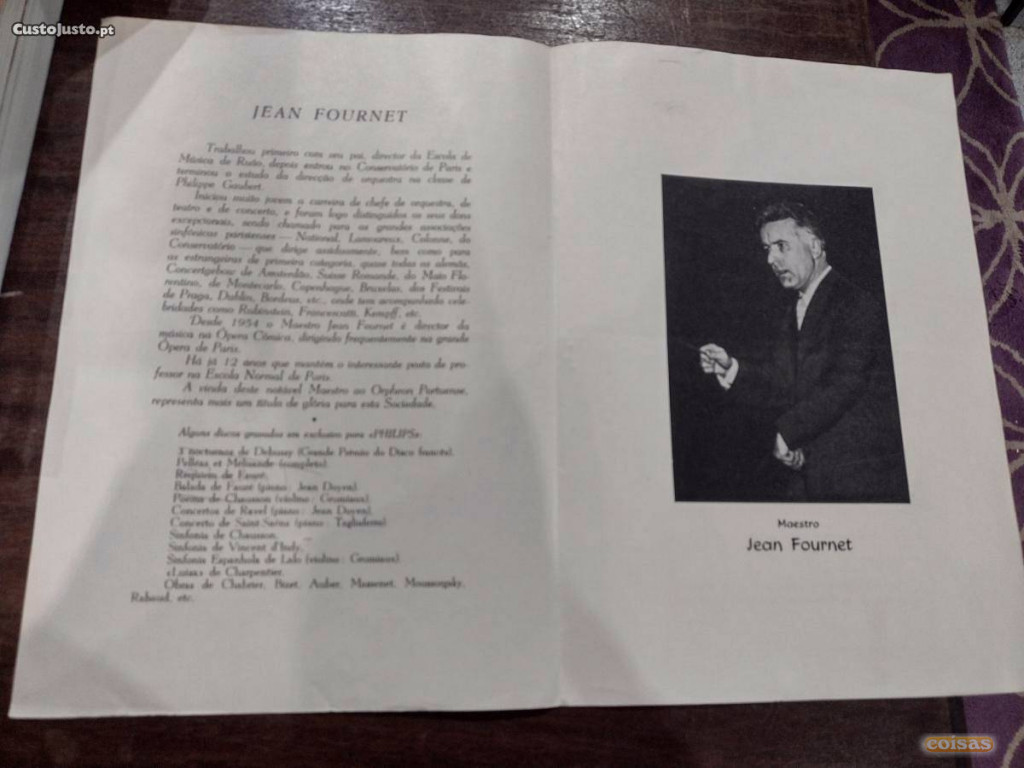 CustoJusto.pt
JEAN FOURNET
Trabalhou primeiro com seu pai, director da Escola de
Música de Ruão, depois entrou no Conservatório de Paris e
terminou o estudo da direcção de orquestra na classe de
Philippe Gaubert.
Iniciou muito jovem a carreira de chefe de orquestra, de
teatro e de concerto, e foram logo distinguidos os seus dons
excepcionais, sendo chamado para as grandes associações
sinfónicas parisienses — National, Lamoureux, Colonne, do
Conservatório — que dirige assiduamente, bem como para
as estrangeiras de primeira categoria, quase todas as alemãs,
Concertgebouw de Amsterdão, Suisse Romande, do Maio Flo-
rentino, de Montecarlo, Copenhague, Bruxelas, dos Festivais
de Praga, Dublin, Bordeus, etc., onde tem acompanhado cele-
bridades como Rubinstein, Francescatti, Kempff, etc.
Desde 1954 o Maestro Jean Fournet é director da
música na Ópera Cómica, dirigindo frequentemente na grande
Ópera de Paris.
Há já 12 anos que mantém o interessante posto de pro-
fessor na Escola Normal de Paris.
A vinda deste notável Maestro ao Orpheon Portuense,
representa mais um título de glória para esta Sociedade.
Alguns discos gravados em exclusivo para «PHILIPS»
3 nocturnos de Debussy (Grande Prémio do Disco francês).
Pelléas et Mélisande (completo).
Requiem de Fauré.
Balada de Fauré (piano: Jean Doyen).
Poema de Chausson (violino: Grumiaux).
Concertos de Ravel (piano: Jean Doyen).
Concerto de Saint-Saëns (piano: Tagliaferro).
Sinfonia de Chausson.
Sinfonia de Vincent d'Indy.
Sinfonia Espanhola de Lalo (violino: Grumiaux).
«Luisa» de Charpentier.
Obras de Chabrier, Bizet, Auber, Massenet, Moussorgsky,
Rabaud, etc.
Maestro
Jean Fournet
coisas